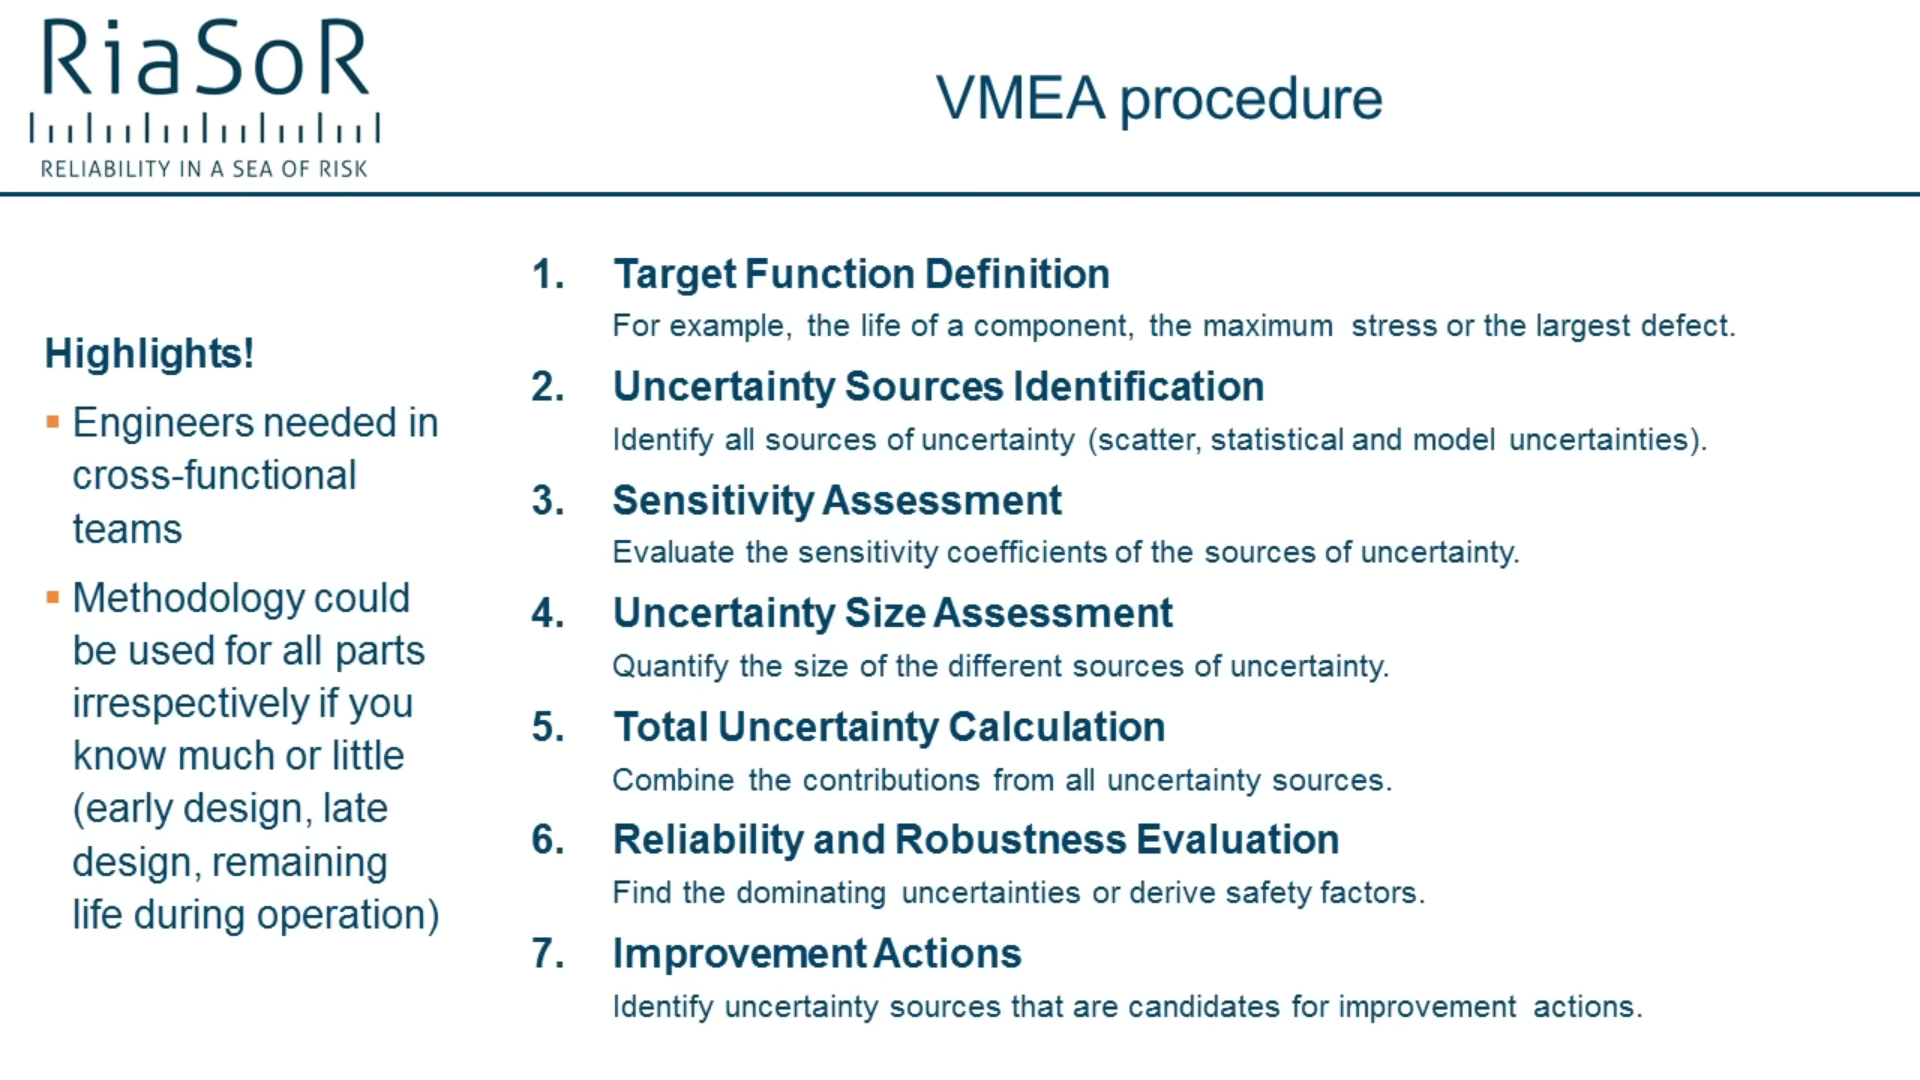 RiaSoR
RELIABILITY IN A SEA OF RISK
VMEA procedure
Highlights!
▪ Engineers needed in
cross-functional
teams
▪ Methodology could
be used for all parts
irrespectively if you
know much or little
(early design, late
design, remaining
life during operation)
1. Target Function Definition
For example, the life of a component, the maximum stress or the largest defect.
2. Uncertainty Sources Identification
Identify all sources of uncertainty (scatter, statistical and model uncertainties).
3. Sensitivity Assessment
Evaluate the sensitivity coefficients of the sources of uncertainty.
4. Uncertainty Size Assessment
Quantify the size of the different sources of uncertainty.
5. Total Uncertainty Calculation
Combine the contributions from all uncertainty sources.
6. Reliability and Robustness Evaluation
Find the dominating uncertainties or derive safety factors.
7. Improvement Actions
Identify uncertainty sources that are candidates for improvement actions.